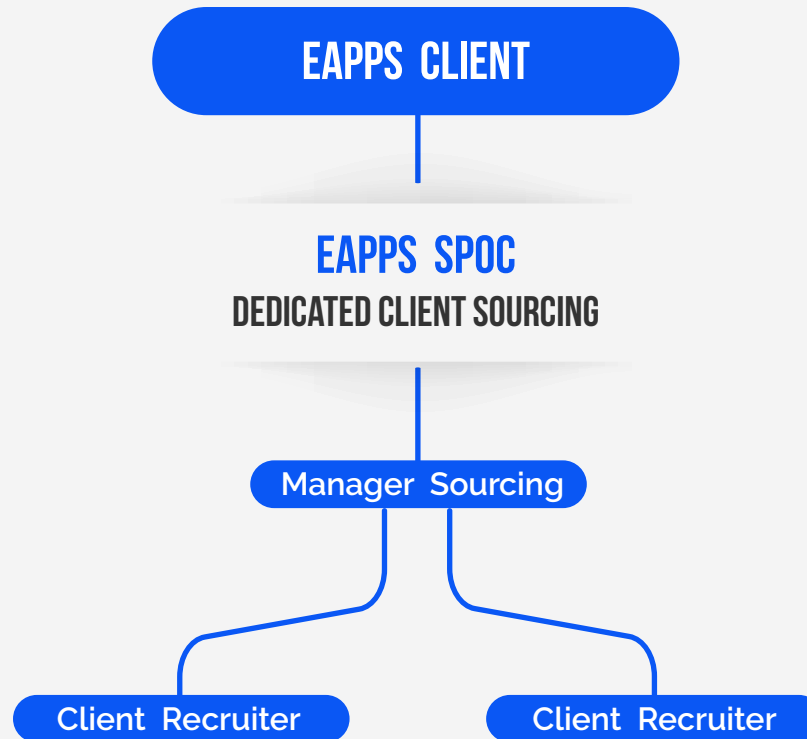 EAPPS CLIENT
EAPPS SPOC
DEDICATED CLIENT SOURCING
Manager Sourcing
Client Recruiter
Client Recruiter